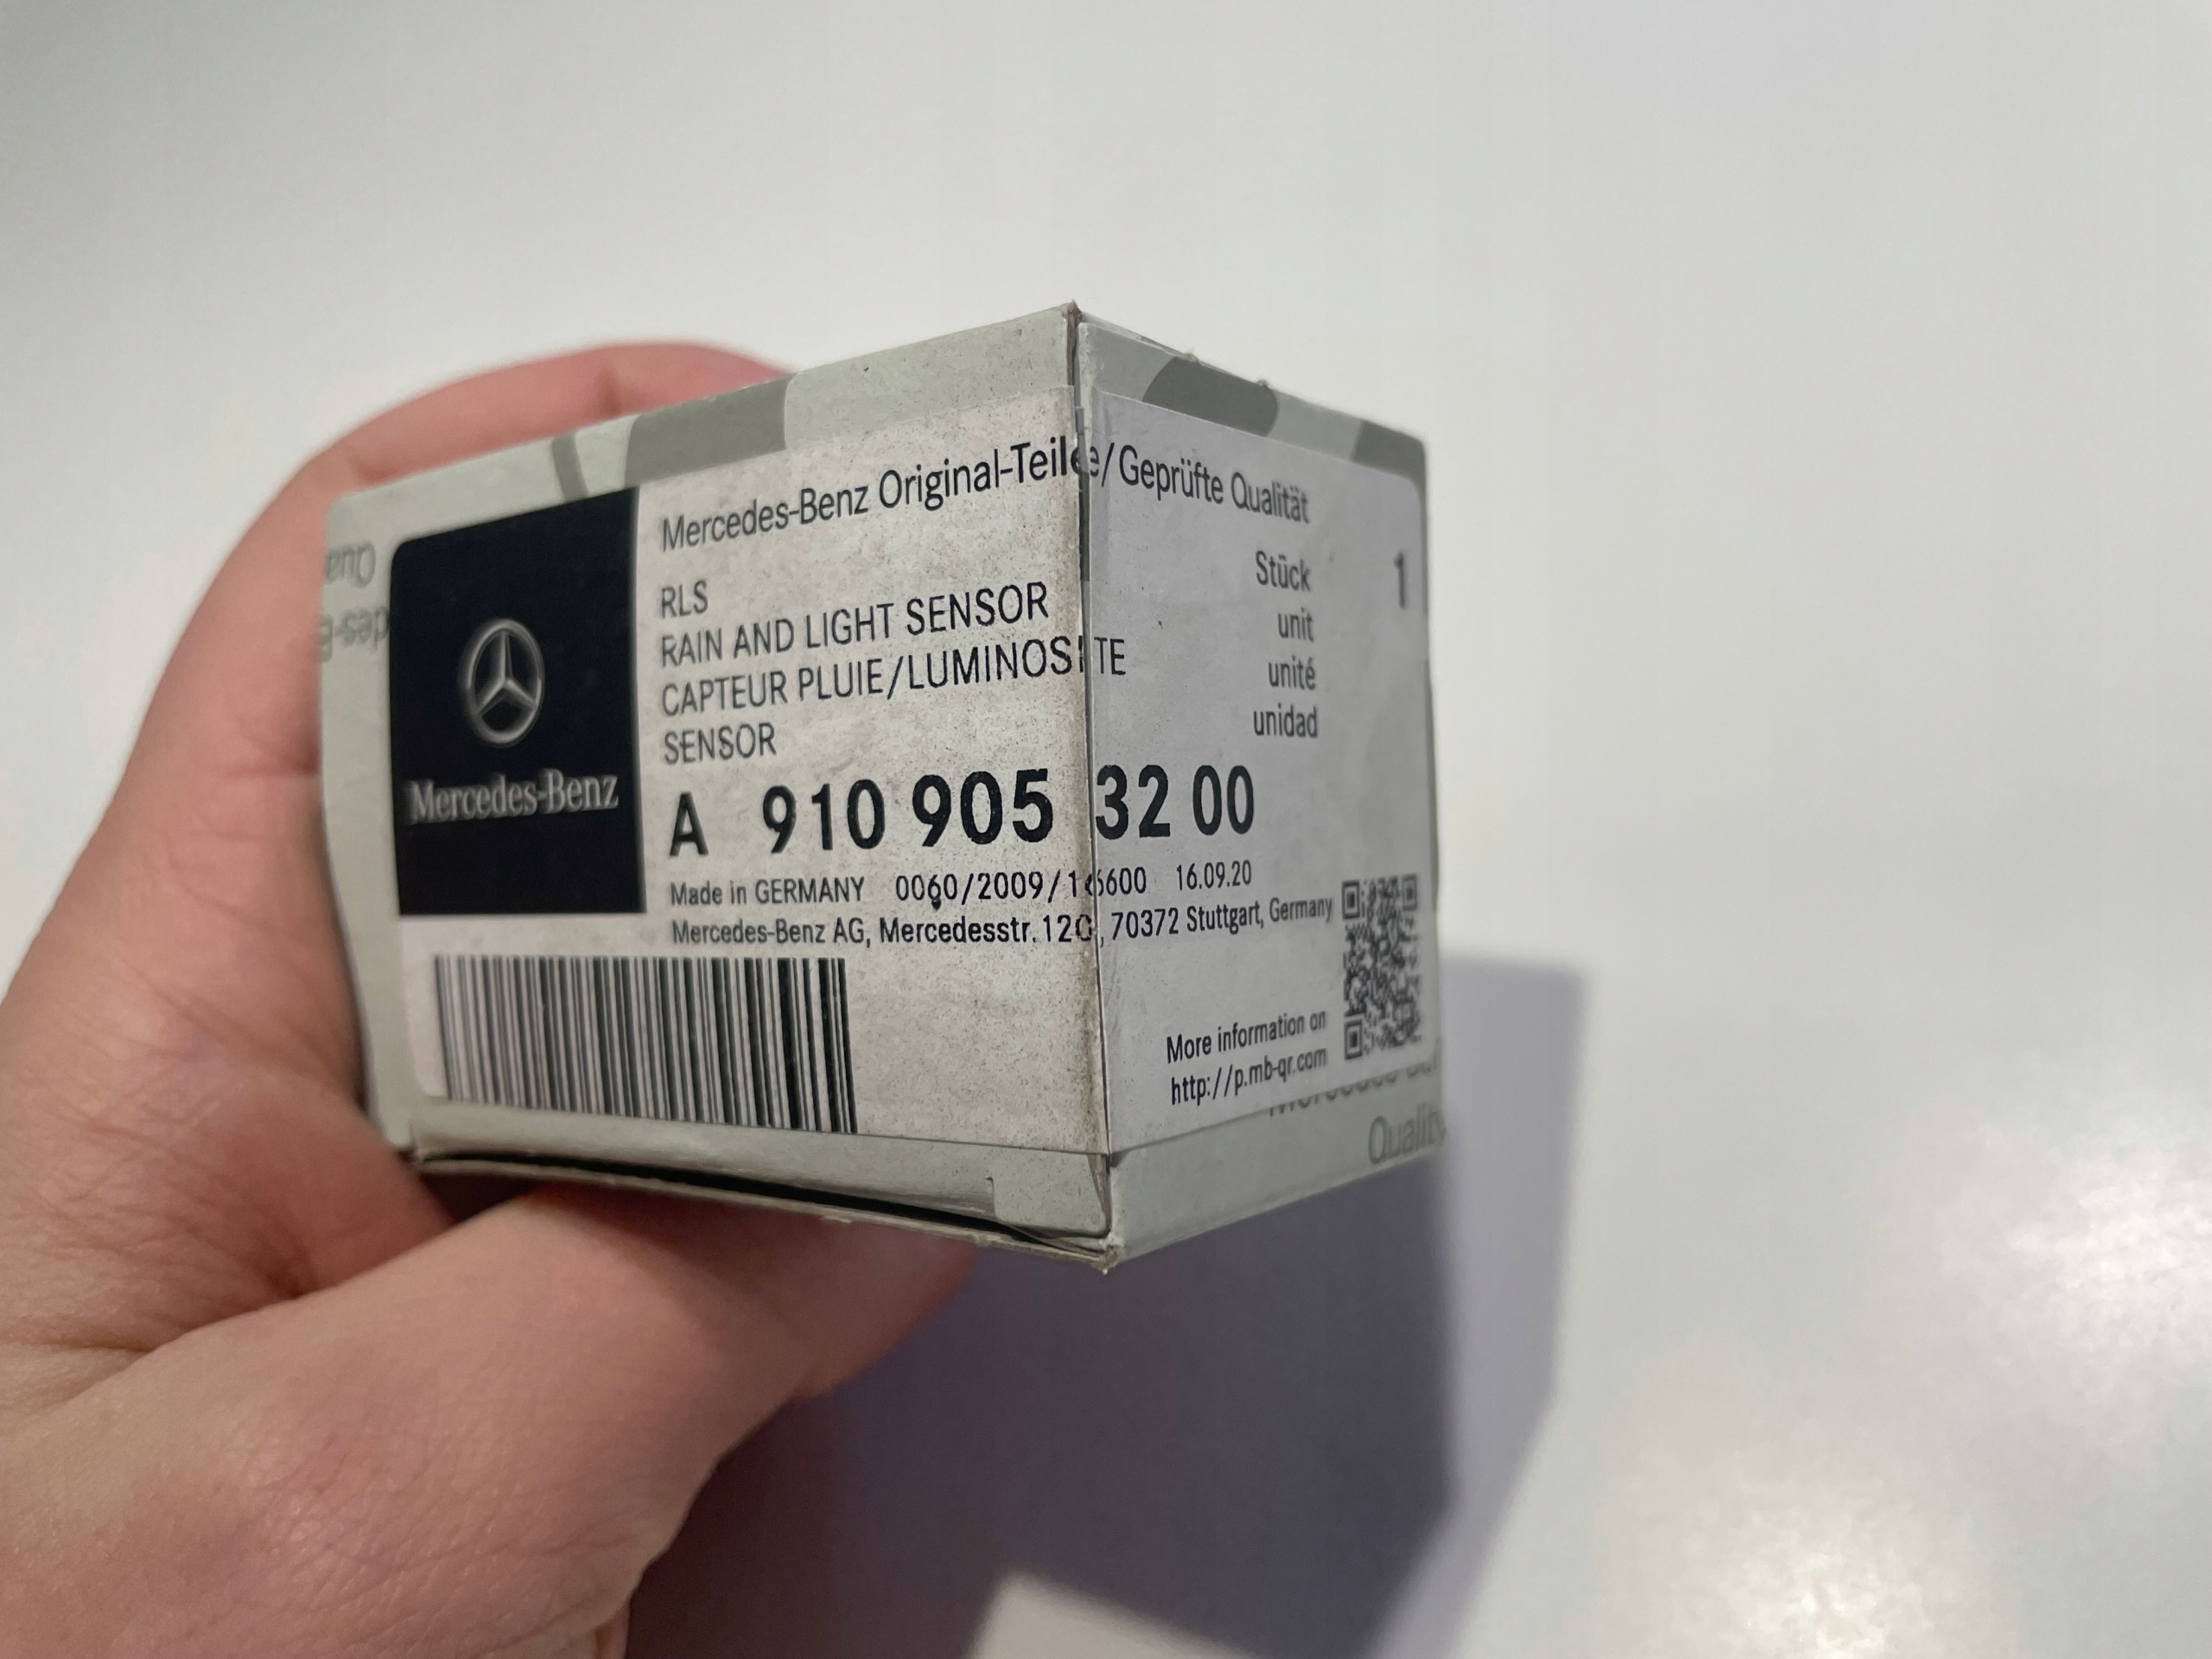 Mercedes-Benz Original-Teile/Geprüfte Qualität
RLS
RAIN AND LIGHT SENSOR
CAPTEUR PLUIE/LUMINOSITE
SENSOR
Stück 1
unit
unité
unidad
Mercedes-Benz
A 910 905 32 00
Made in GERMANY 16.09.20
Mercedes-Benz AG, Mercedesstr. 120, 70372 Stuttgart, Germany
More information on
http://p.mb-qr.com
Quality